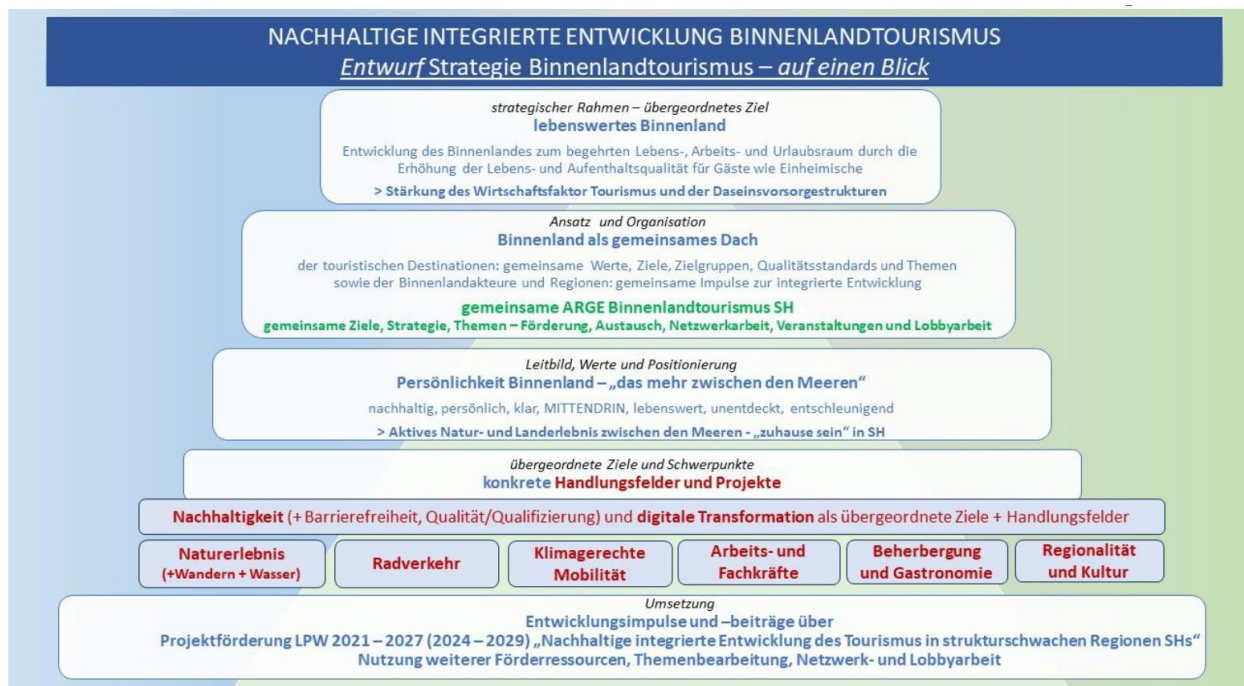 NACHHALTIGE INTEGRIERTE ENTWICKLUNG BINNENLANDTOURISMUS
Entwurf Strategie Binnenlandtourismus – auf einen Blick
strategischer Rahmen – übergeordnetes Ziel
lebenswertes Binnenland
Entwicklung des Binnenlandes zum begehrten Lebens-, Arbeits- und Urlaubsraum durch die
Erhöhung der Lebens- und Aufenthaltsqualität für Gäste wie Einheimische
> Stärkung des Wirtschaftsfaktor Tourismus und der Daseinsvorsorgestrukturen
Ansatz und Organisation
Binnenland als gemeinsames Dach
der touristischen Destinationen: gemeinsame Werte, Ziele, Zielgruppen, Qualitätsstandards und Themen
sowie der Binnenlandakteure und Regionen: gemeinsame Impulse zur integrierte Entwicklung
gemeinsame ARGE Binnenlandtourismus SH
gemeinsame Ziele, Strategie, Themen – Förderung, Austausch, Netzwerkarbeit, Veranstaltungen und Lobbyarbeit
Leitbild, Werte und Positionierung
Persönlichkeit Binnenland – „das mehr zwischen den Meeren“
nachhaltig, persönlich, klar, MITTENDRIN, lebenswert, unentdeckt, entschleunigend
> Aktives Natur- und Landerlebnis zwischen den Meeren - „zuhause sein“ in SH
übergeordnete Ziele und Schwerpunkte
konkrete Handlungsfelder und Projekte
Nachhaltigkeit (+ Barrierefreiheit, Qualität/Qualifizierung) und digitale Transformation als übergeordnete Ziele + Handlungsfelder
Naturerlebnis
(+Wandern + Wasser)
Radverkehr
Klimagerechte
Mobilität
Arbeits- und
Fachkräfte
Beherbergung
und Gastronomie
Regionalität
und Kultur
Umsetzung
Entwicklungsimpulse und –beiträge über
Projektförderung LPW 2021 – 2027 (2024 – 2029) „Nachhaltige integrierte Entwicklung des Tourismus in strukturschwachen Regionen SHs“
Nutzung weiterer Förderressourcen, Themenbearbeitung, Netzwerk- und Lobbyarbeit